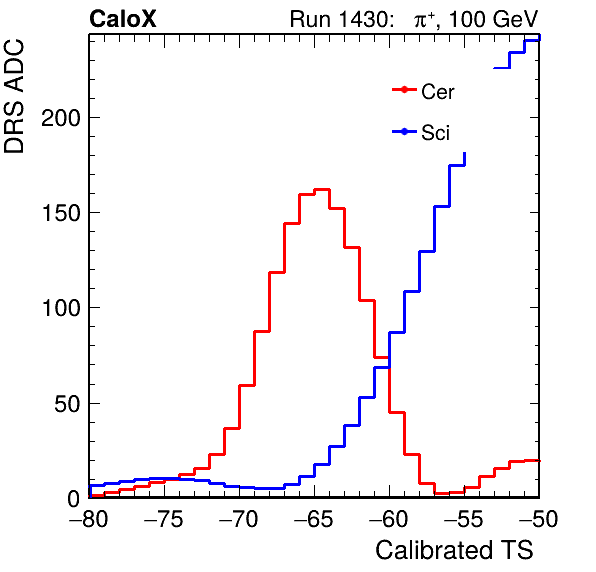 CaloX Run 1430: π⁺, 100 GeV
DRS ADC
Cer
Sci
200
150
100
50
0
−80 −75 −70 −65 −60 −55 −50
Calibrated TS